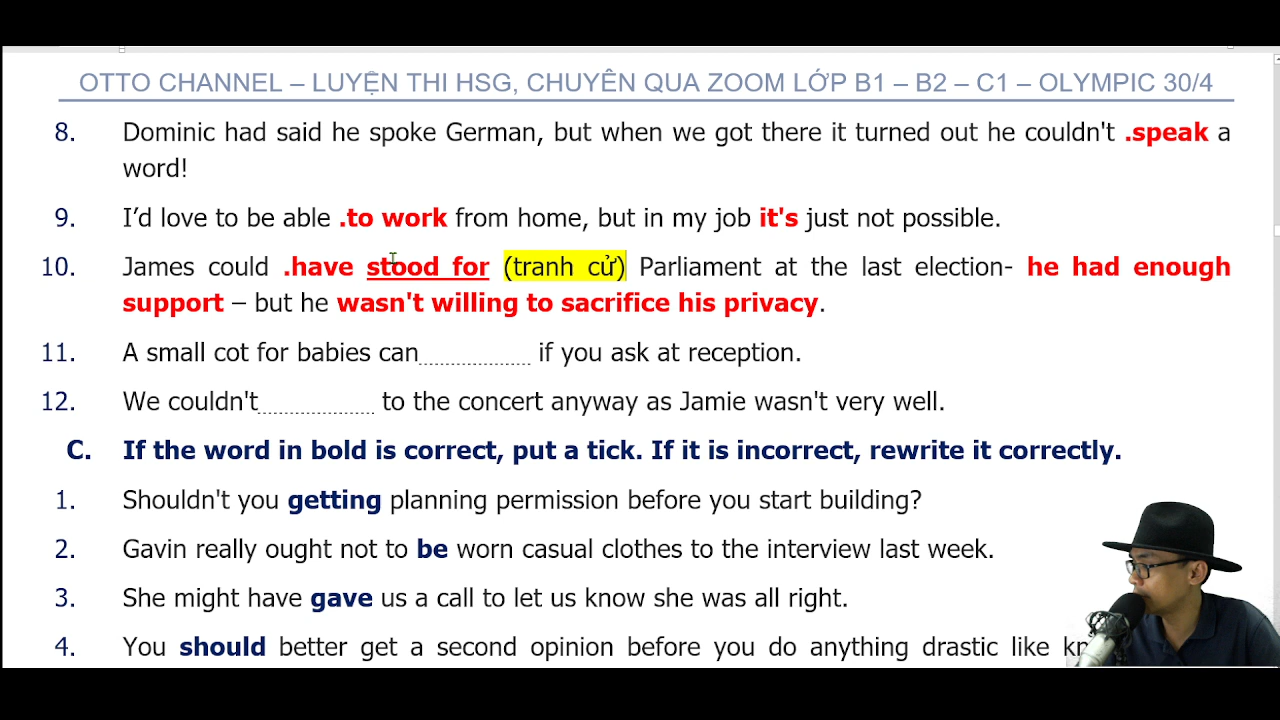 OTTO CHANNEL – LUYỆN THI HSG, CHUYÊN QUA ZOOM LỚP B1 – B2 – C1 – OLYMPIC 30/4
8. Dominic had said he spoke German, but when we got there it turned out he couldn't .speak a
word!
9. I’d love to be able .to work from home, but in my job it's just not possible.
10. James could .have stood for (tranh cử) Parliament at the last election- he had enough
support – but he wasn't willing to sacrifice his privacy.
11. A small cot for babies can............... if you ask at reception.
12. We couldn't............... to the concert anyway as Jamie wasn't very well.
C. If the word in bold is correct, put a tick. If it is incorrect, rewrite it correctly.
1. Shouldn't you getting planning permission before you start building?
2. Gavin really ought not to be worn casual clothes to the interview last week.
3. She might have gave us a call to let us know she was all right.
4. You should better get a second opinion before you do anything drastic like